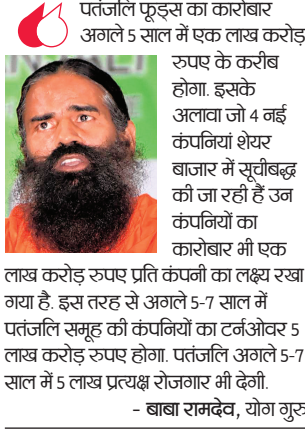 पतंजलि फूड्स का कारोबार
अगले 5 साल में एक लाख करोड़
रुपए के करीब
होगा. इसके
अलावा जो 4 नई
कंपनियां शेयर
बाजार में सूचीबद्ध
की जा रही हैं उन
कंपनियों का
कारोबार भी एक
लाख करोड़ रुपए प्रति कंपनी का लक्ष्य रखा
गया है. इस तरह से अगले 5-7 साल में
पतंजलि समूह की कंपनियों का टर्नओवर 5
लाख करोड़ रुपए होगा. पतंजलि अगले 5-7
साल में 5 लाख प्रत्यक्ष रोजगार भी देगी.
- बाबा रामदेव, योग गुरु